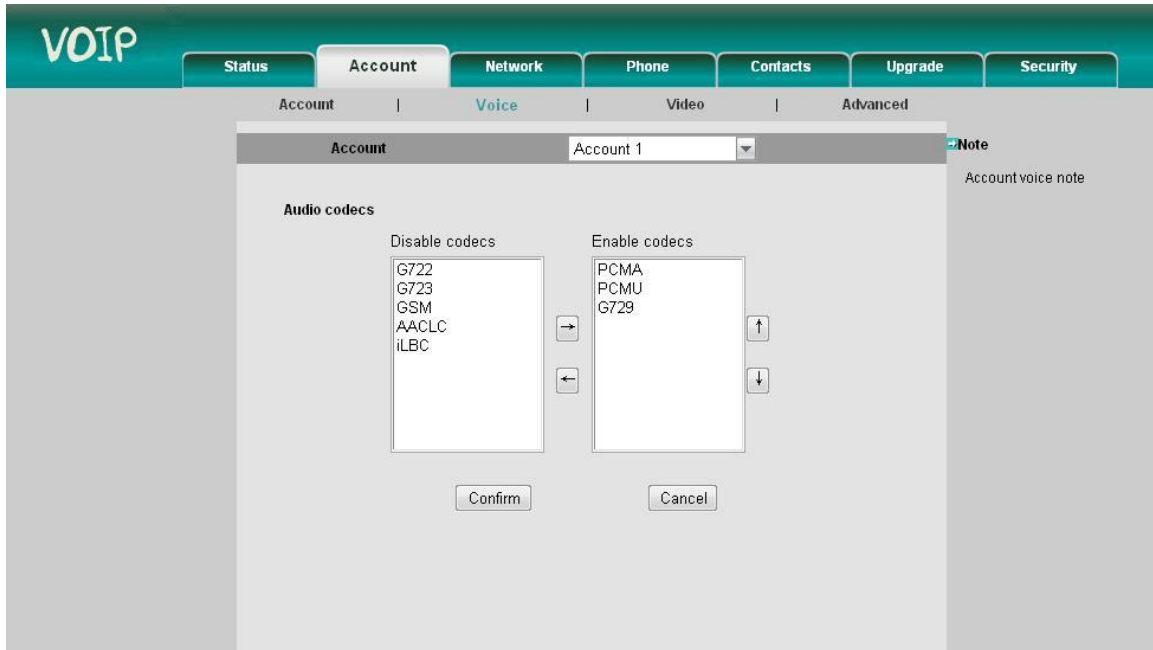 VOIP
Status Account Network Phone Contacts Upgrade Security
Account | Voice | Video | Advanced
Account Account 1
Note
Account voice note
Audio codecs
Disable codecs Enable codecs
G722
G723
GSM
AACLC
iLBC
PCMA
PCMU
G729
→
←
↑
↓
Confirm Cancel